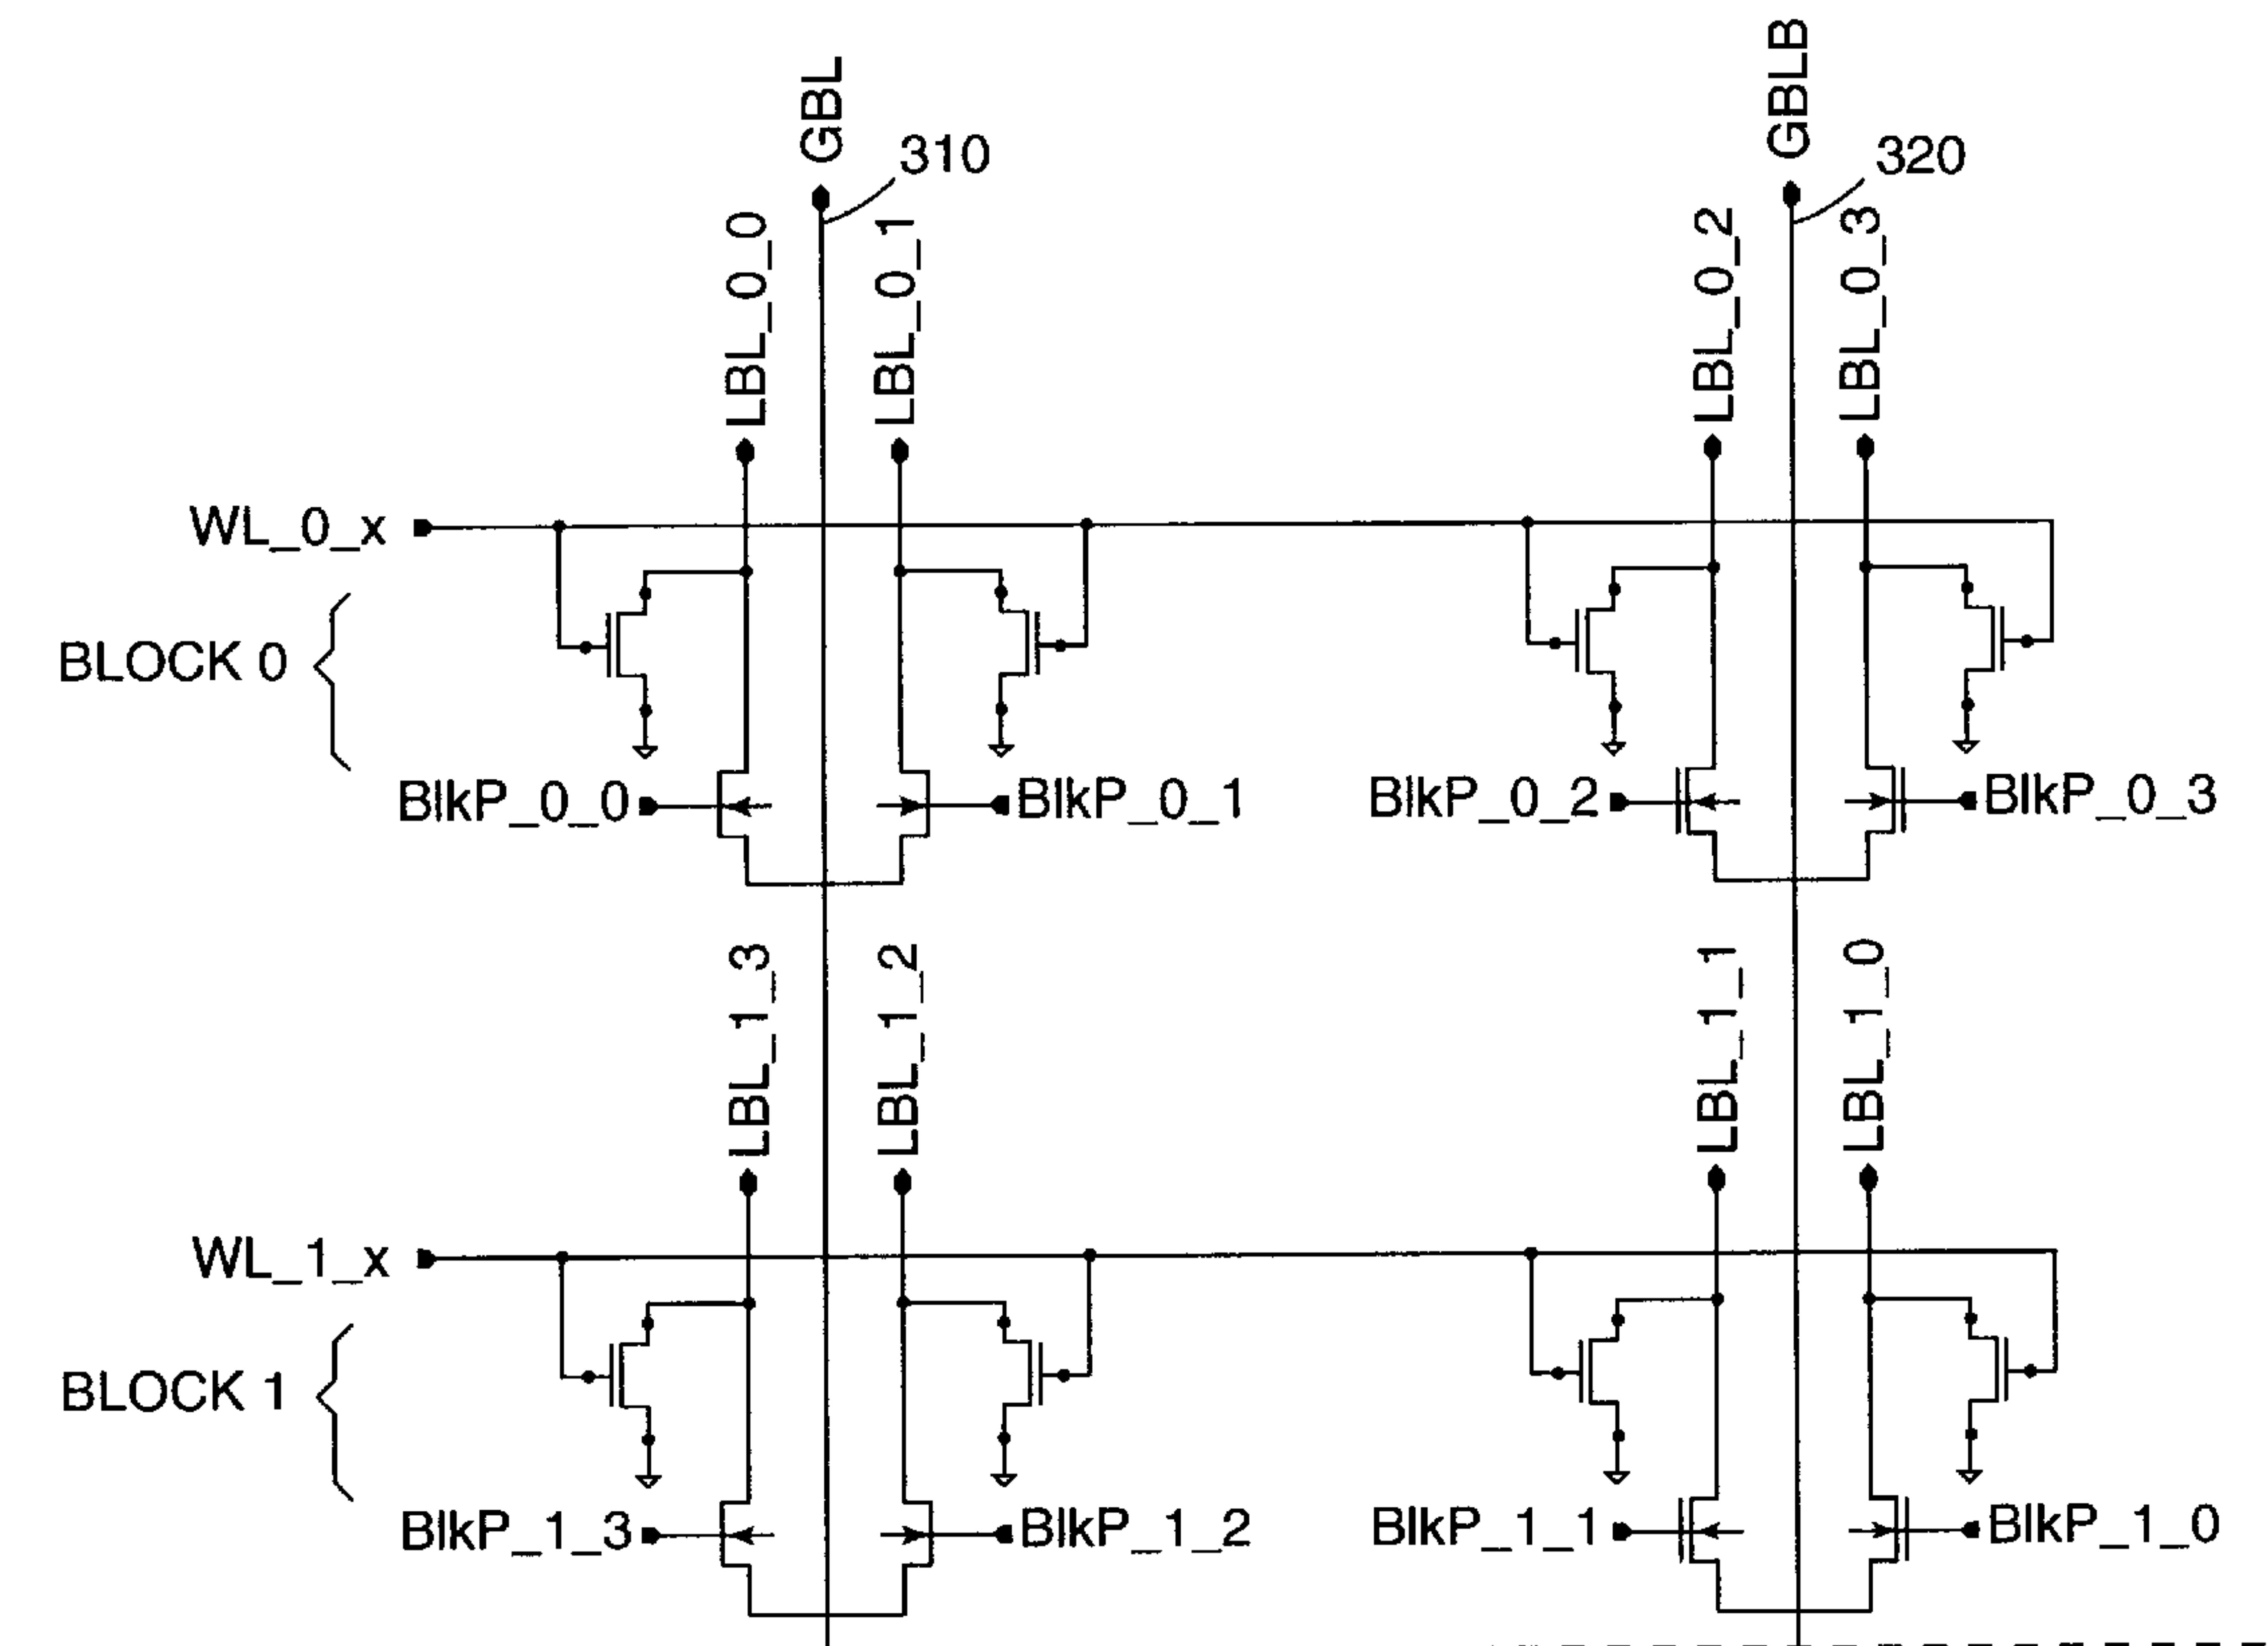 GBL
GBLB
310
320
LBL_0_0
LBL_0_1
LBL_0_2
LBL_0_3
WL_0_x
BLOCK 0
BlkP_0_0
BlkP_0_1
BlkP_0_2
BlkP_0_3
LBL_1_3
LBL_1_2
LBL_1_1
LBL_1_0
WL_1_x
BLOCK 1
BlkP_1_3
BlkP_1_2
BlkP_1_1
BlkP_1_0